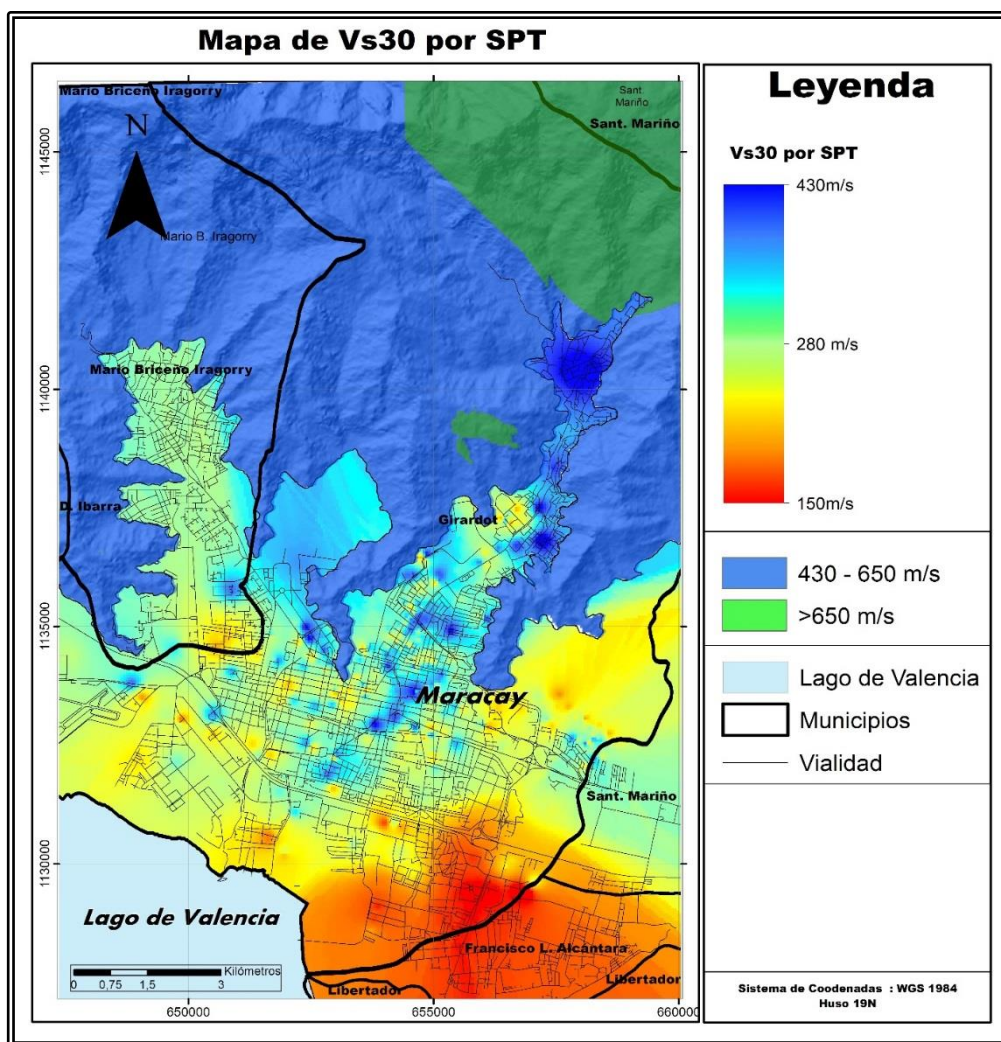 Mapa de Vs30 por SPT
Mario Briceño Iragorry
Sant.
Mariño
Sant. Mariño
N
1145000
Mario B. Iragorry
1140000
Mario Briceño Iragorry
D. Ibarra
Girardot
1135000
Maracay
Sant. Mariño
1130000
Lago de Valencia
Francisco L. Alcántara
Libertador
Libertador
Kilómetros
0 0,75 1,5 3
650000 655000 660000
Leyenda
Vs30 por SPT
430m/s
280 m/s
150m/s
430 - 650 m/s
>650 m/s
Lago de Valencia
Municipios
Vialidad
Sistema de Coodenadas : WGS 1984
Huso 19N